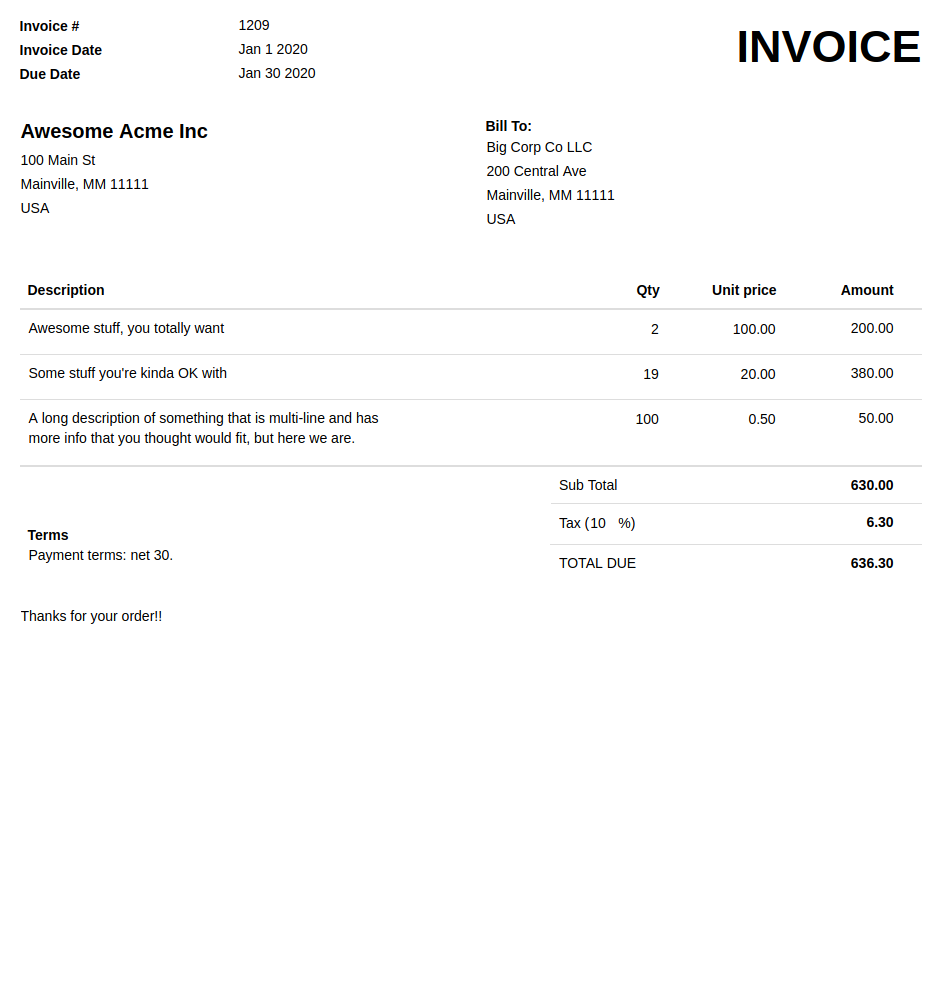 Invoice # 1209
INVOICE
Invoice Date Jan 1 2020
Due Date Jan 30 2020
Awesome Acme Inc
100 Main St
Mainville, MM 11111
USA
Bill To:
Big Corp Co LLC
200 Central Ave
Mainville, MM 11111
USA
Description Qty Unit price Amount
Awesome stuff, you totally want 2 100.00 200.00
Some stuff you're kinda OK with 19 20.00 380.00
A long description of something that is multi-line and has 100 0.50 50.00
more info that you thought would fit, but here we are.
Sub Total 630.00
Tax (10 %) 6.30
TOTAL DUE 636.30
Terms
Payment terms: net 30.
Thanks for your order!!